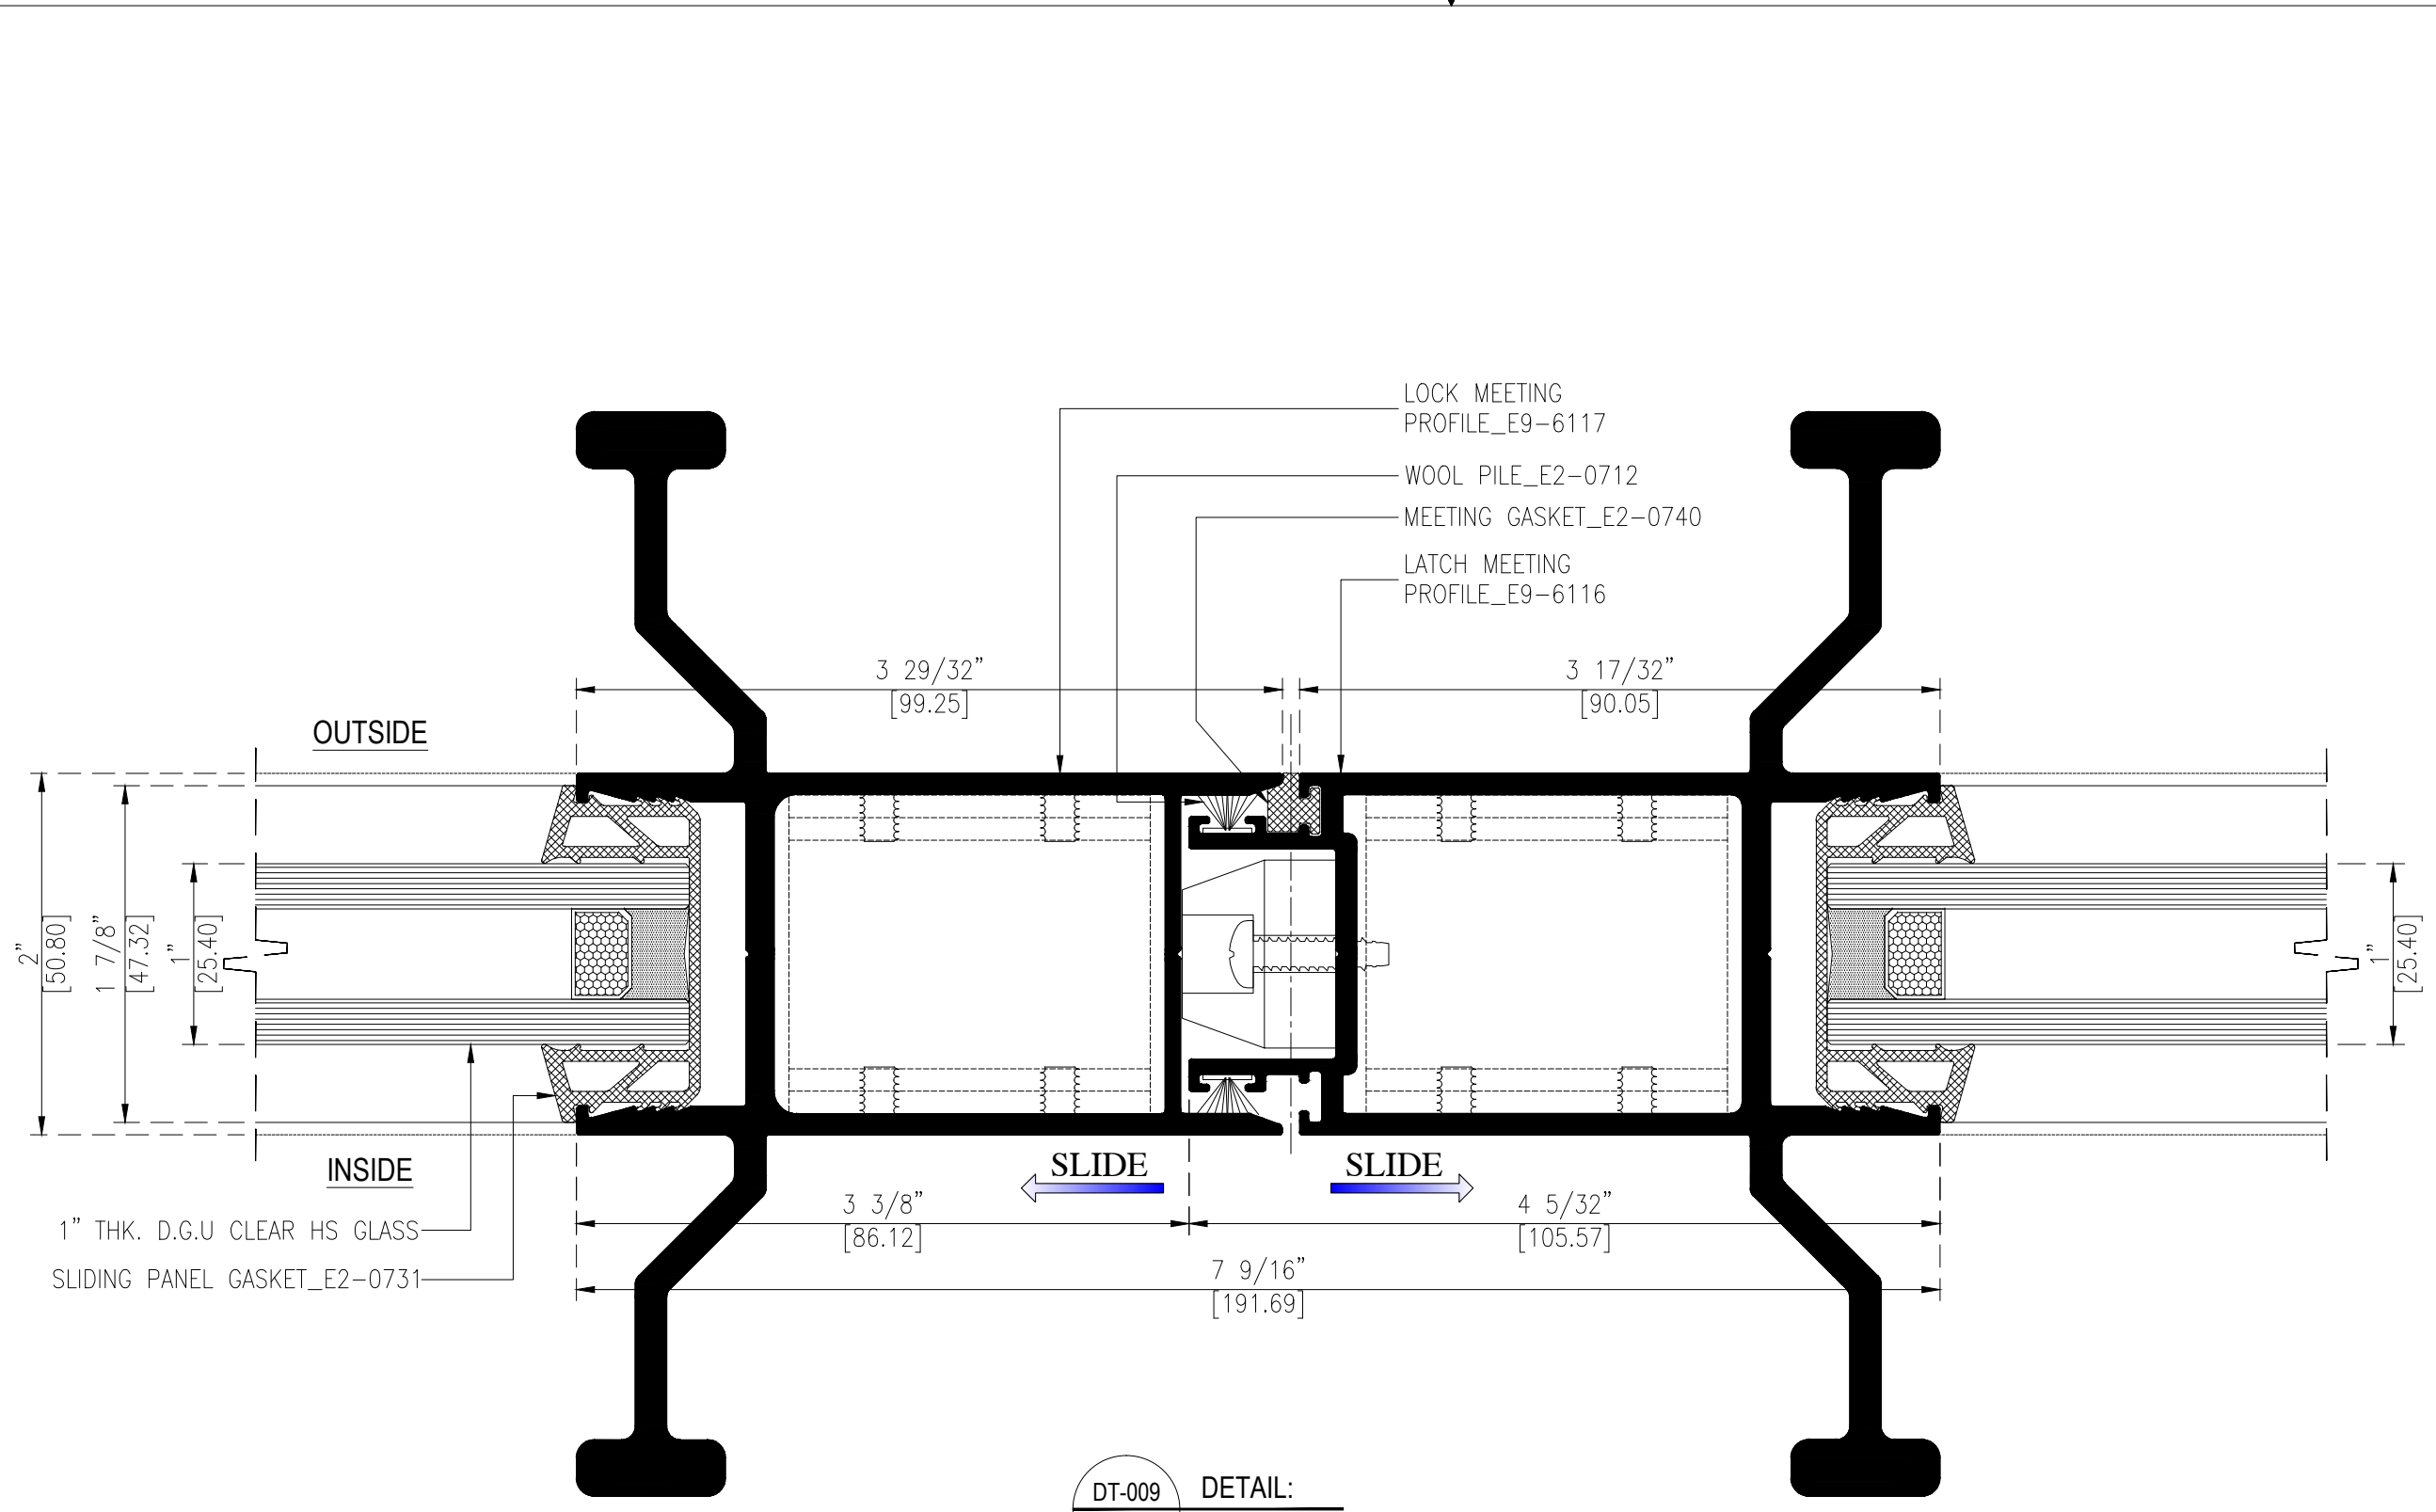 LOCK MEETING
PROFILE_E9-6117
WOOL PILE_E2-0712
MEETING GASKET_E2-0740
LATCH MEETING
PROFILE_E9-6116
3 29/32"
[99.25]
3 17/32"
[90.05]
OUTSIDE
2"
[50.80]
1 7/8"
[47.32]
1"
[25.40]
1"
[25.40]
INSIDE
SLIDE
SLIDE
3 3/8"
[86.12]
4 5/32"
[105.57]
1" THK. D.G.U CLEAR HS GLASS
SLIDING PANEL GASKET_E2-0731
7 9/16"
[191.69]
DT-009
DETAIL: